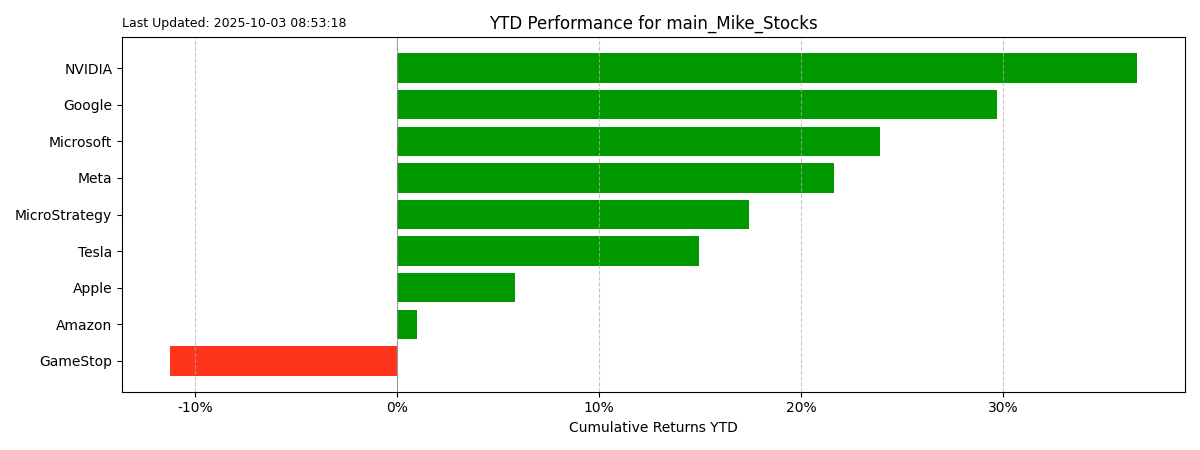 Last Updated: 2025-10-03 08:53:18
YTD Performance for main_Mike_Stocks
NVIDIA
Google
Microsoft
Meta
MicroStrategy
Tesla
Apple
Amazon
GameStop
-10% 0% 10% 20% 30%
Cumulative Returns YTD